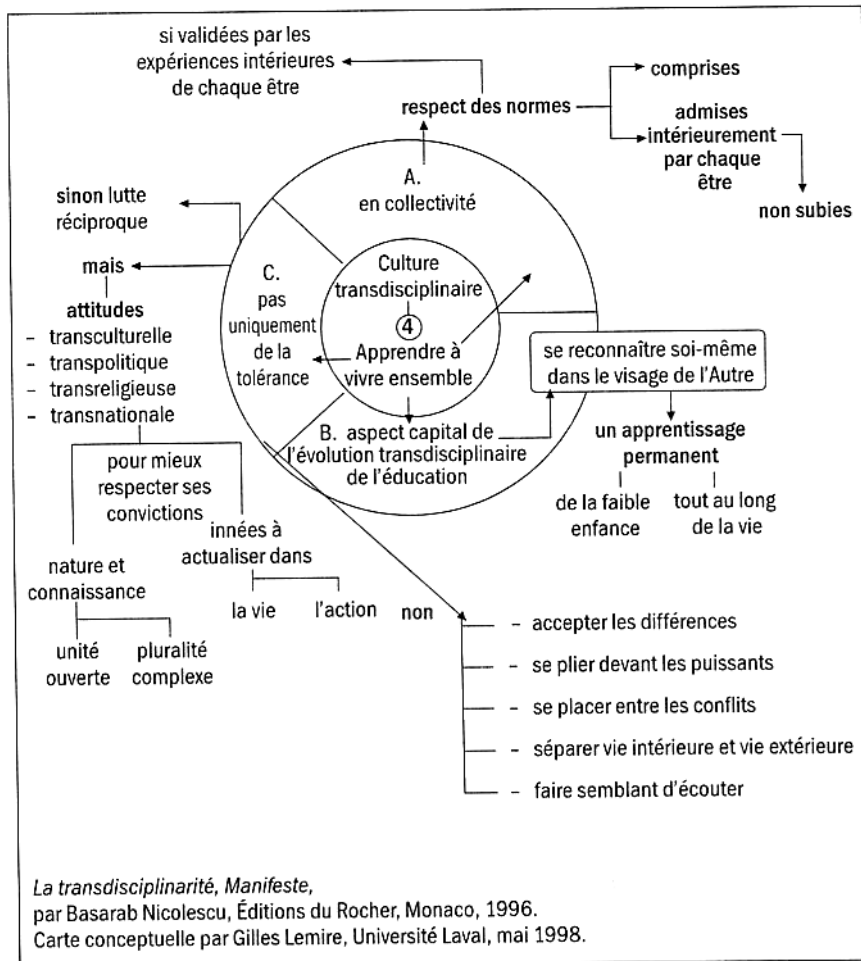 si validées par les
expériences intérieures
de chaque être
respect des normes
comprises
admises
intérieurement
par chaque
être
non subies
A.
en collectivité
sinon lutte
réciproque
mais
attitudes
- transculturelle
- transpolitique
- transreligieuse
- transnationale
C.
pas
uniquement
de la
tolérance
Culture
transdisciplinaire
4
Apprendre à
vivre ensemble
se reconnaître soi-même
dans le visage de l'Autre
B. aspect capital de
l'évolution transdisciplinaire
de l'éducation
un apprentissage
permanent
de la faible
enfance
tout au long
de la vie
pour mieux
respecter ses
convictions
innées à
actualiser dans
nature et
connaissance
la vie
l'action
unité
ouverte
pluralité
complexe
non
- accepter les différences
- se plier devant les puissants
- se placer entre les conflits
- séparer vie intérieure et vie extérieure
- faire semblant d'écouter
La transdisciplinarité, Manifeste,
par Basarab Nicolescu, Éditions du Rocher, Monaco, 1996.
Carte conceptuelle par Gilles Lemire, Université Laval, mai 1998.